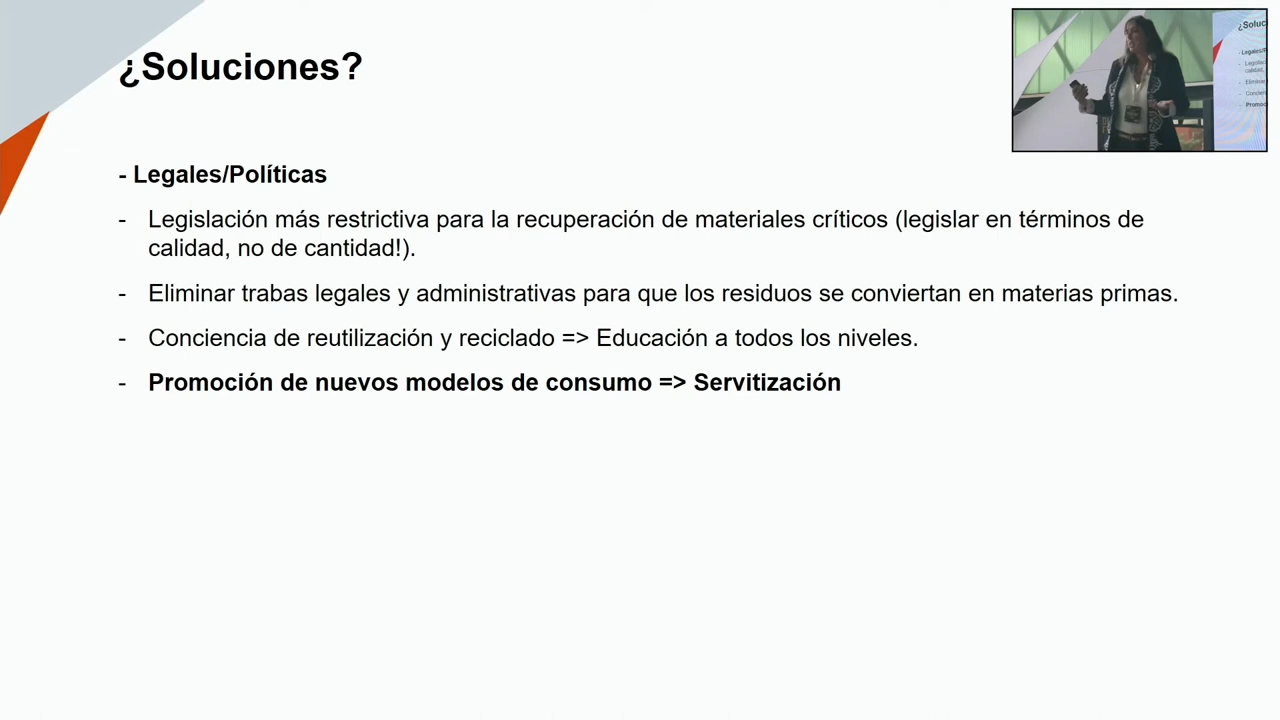 ¿Soluciones?
- Legales/Políticas
- Legislación más restrictiva para la recuperación de materiales críticos (legislar en términos de
calidad, no de cantidad!).
- Eliminar trabas legales y administrativas para que los residuos se conviertan en materias primas.
- Conciencia de reutilización y reciclado => Educación a todos los niveles.
- Promoción de nuevos modelos de consumo => Servitización